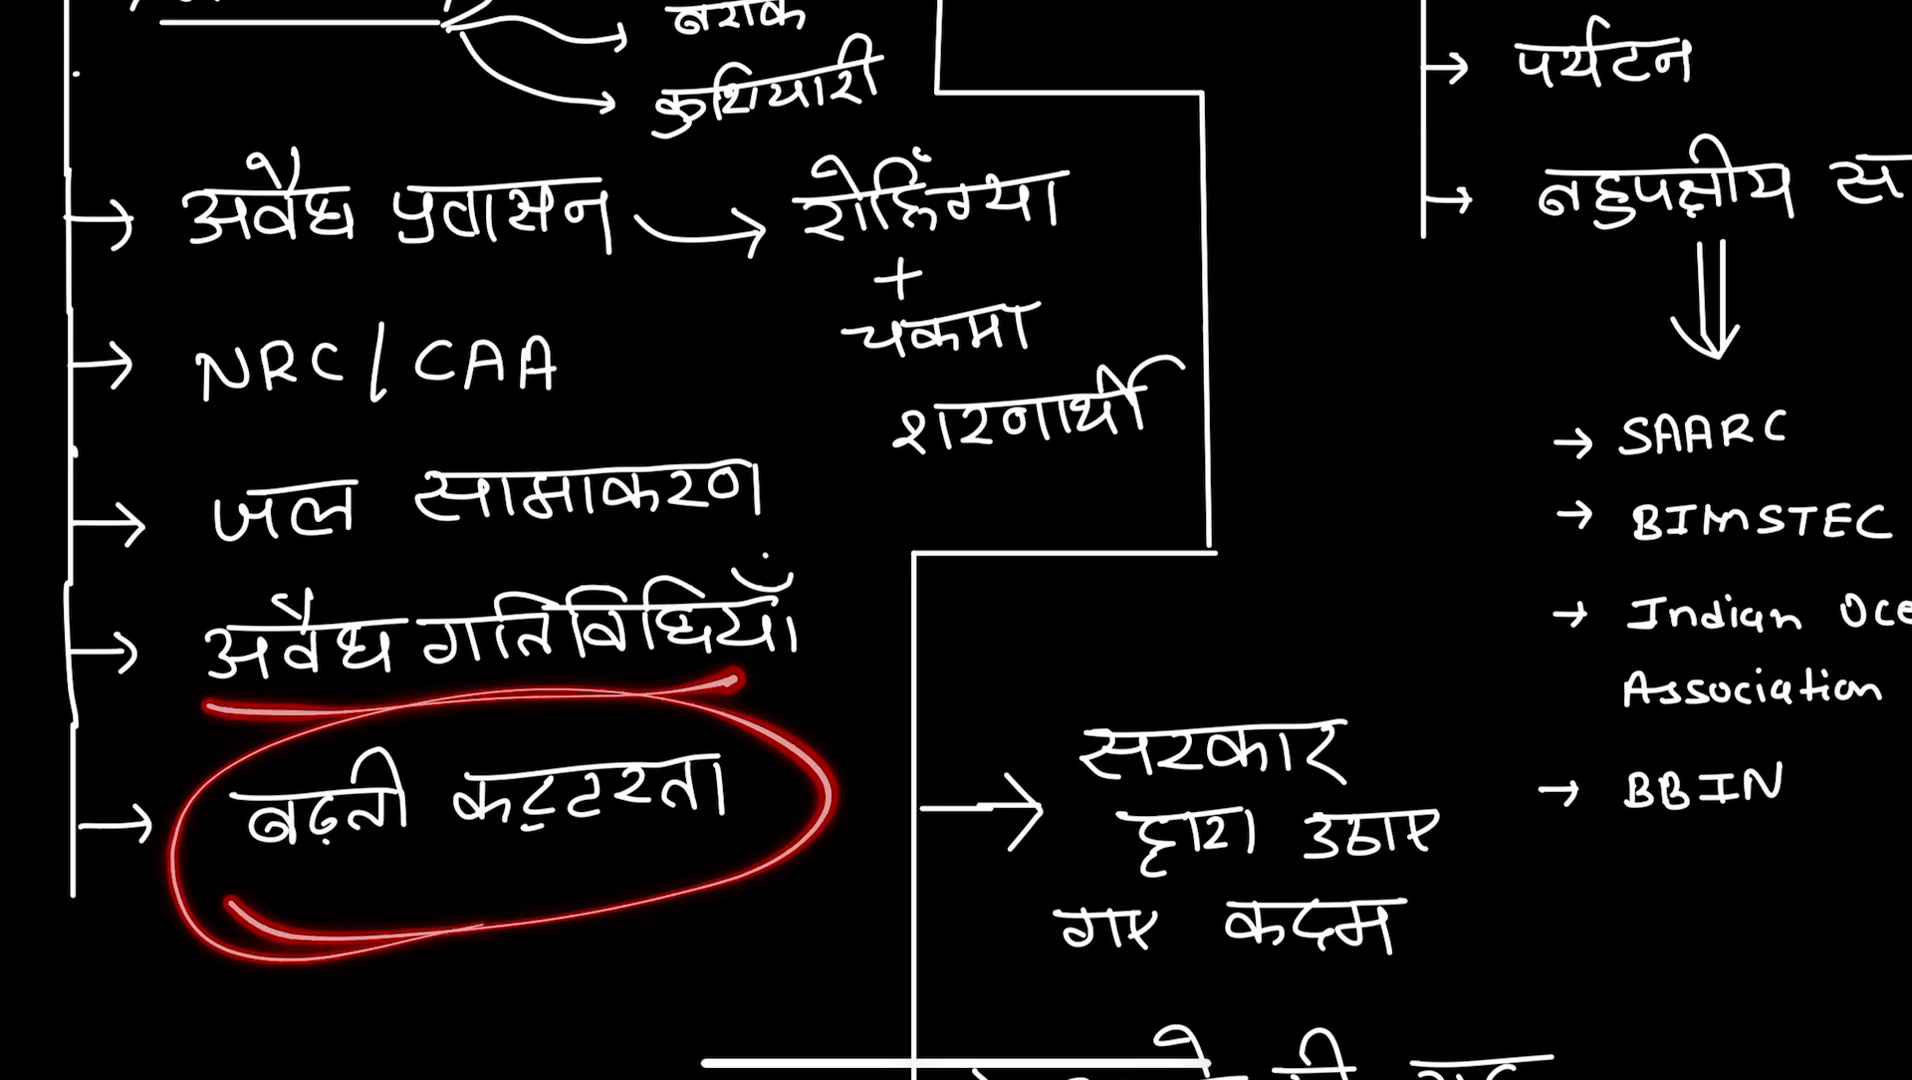 बराक
कुशियारी
अवैध प्रवासन
रोहिंग्या
+
चकमा
शरणार्थी
NRC/CAA
जल सामाकरण
अवैध गतिविधियाँ
बढ़ती कट्टरता
सरकार
द्वारा उठाए
गए कदम
पर्यटन
बहुपक्षीय
SAARC
BIMSTEC
Indian Oce
Association
BBIN